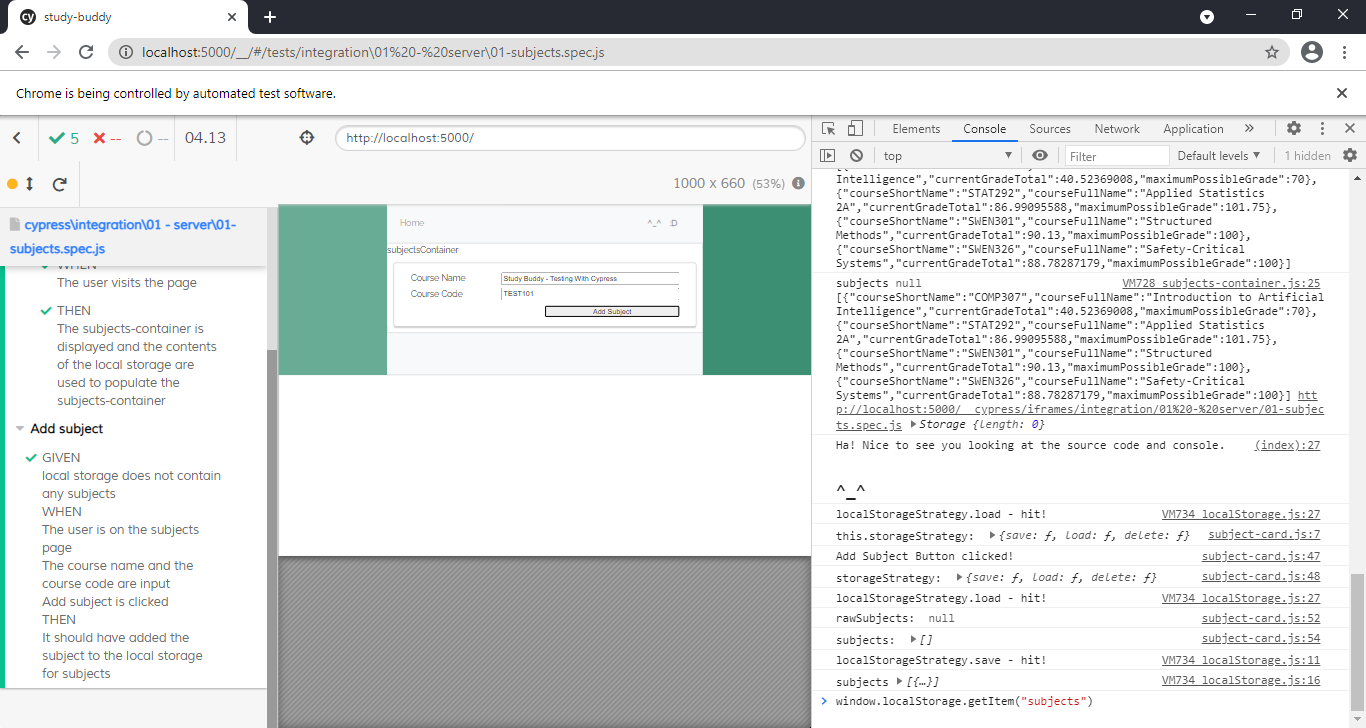 study-buddy
localhost:5000/__/#/tests/integration\01%20-%20server\01-subjects.spec.js
Chrome is being controlled by automated test software.
5 -- -- 04.13
http://localhost:5000/
1000 x 660 (53%)
cypress\integration\01 - server\01-
subjects.spec.js
WHEN
The user visits the page
THEN
The subjects-container is
displayed and the contents
of the local storage are
used to populate the
subjects-container
Add subject
GIVEN
local storage does not contain
any subjects
WHEN
The user is on the subjects
page
The course name and the
course code are input
Add subject is clicked
THEN
It should have added the
subject to the local storage
for subjects
Home ^_^ :D
subjectsContainer
Course Name Study Buddy - Testing With Cypress
Course Code TEST101
Add Subject
Elements Console Sources Network Application
top Filter Default levels 1 hidden
Intelligence","currentGradeTotal":40.52369008,"maximumPossibleGrade":70},
{"courseShortName":"STAT292","courseFullName":"Applied Statistics
2A","currentGradeTotal":86.99095588,"maximumPossibleGrade":101.75},
{"courseShortName":"SWEN301","courseFullName":"Structured
Methods","currentGradeTotal":90.13,"maximumPossibleGrade":100},
{"courseShortName":"SWEN326","courseFullName":"Safety-Critical
Systems","currentGradeTotal":88.78287179,"maximumPossibleGrade":100}]
subjects null VM728 subjects-container.js:25
[{"courseShortName":"COMP307","courseFullName":"Introduction to Artificial
Intelligence","currentGradeTotal":40.52369008,"maximumPossibleGrade":70},
{"courseShortName":"STAT292","courseFullName":"Applied Statistics
2A","currentGradeTotal":86.99095588,"maximumPossibleGrade":101.75},
{"courseShortName":"SWEN301","courseFullName":"Structured
Methods","currentGradeTotal":90.13,"maximumPossibleGrade":100},
{"courseShortName":"SWEN326","courseFullName":"Safety-Critical
Systems","currentGradeTotal":88.78287179,"maximumPossibleGrade":100}] htt
p://localhost:5000/__cypress/iframes/integration/01%20-%20server/01-subjec
ts.spec.js Storage {length: 0}
Ha! Nice to see you looking at the source code and console. (index):27
^_^
localStorageStrategy.load - hit! VM734 localStorage.js:27
this.storageStrategy: {save: ƒ, load: ƒ, delete: ƒ} subject-card.js:7
Add Subject Button clicked! subject-card.js:47
storageStrategy: {save: ƒ, load: ƒ, delete: ƒ} subject-card.js:48
localStorageStrategy.load - hit! VM734 localStorage.js:27
rawSubjects: null subject-card.js:52
subjects: [] subject-card.js:54
localStorageStrategy.save - hit! VM734 localStorage.js:11
subjects [{…}] VM734 localStorage.js:16
window.localStorage.getItem("subjects")